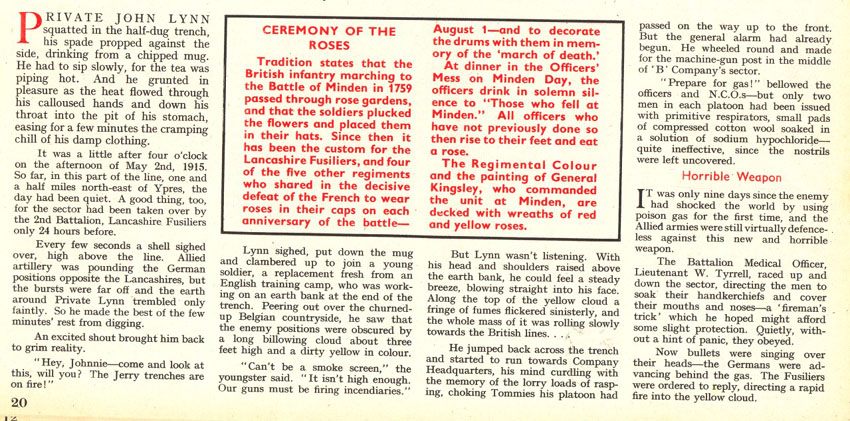 PRIVATE JOHN LYNN
squatted in the half-dug trench,
his spade propped against the
side, drinking from a chipped mug.
He had to sip slowly, for the tea was
piping hot. And he grunted in
pleasure as the heat flowed through
his calloused hands and down his
throat into the pit of his stomach,
easing for a few minutes the cramping
chill of his damp clothing.
It was a little after four o'clock
on the afternoon of May 2nd, 1915.
So far, in this part of the line, one and
a half miles north-east of Ypres, the
day had been quiet. A good thing, too,
for the sector had been taken over by
the 2nd Battalion, Lancashire Fusiliers
only 24 hours before.
Every few seconds a shell sighed
over, high above the line. Allied
artillery was pounding the German
positions opposite the Lancashires, but
the bursts were far off and the earth
around Private Lynn trembled only
faintly. So he made the best of the few
minutes' rest from digging.
An excited shout brought him back
to grim reality.
"Hey, Johnnie—come and look at
this, will you? The Jerry trenches are
on fire!"
20
12
CEREMONY OF THE
ROSES
Tradition states that the
British infantry marching to
the Battle of Minden in 1759
passed through rose gardens,
and that the soldiers plucked
the flowers and placed them
in their hats. Since then it
has been the custom for the
Lancashire Fusiliers, and four
of the five other regiments
who shared in the decisive
defeat of the French to wear
roses in their caps on each
anniversary of the battle—
August 1—and to decorate
the drums with them in mem-
ory of the 'march of death.'
At dinner in the Officers'
Mess on Minden Day, the
officers drink in solemn sil-
ence to "Those who fell at
Minden." All officers who
have not previously done so
then rise to their feet and eat
a rose.
The Regimental Colour
and the painting of General
Kingsley, who commanded
the unit at Minden, are
decked with wreaths of red
and yellow roses.
Lynn sighed, put down the mug
and clambered up to join a young
soldier, a replacement fresh from an
English training camp, who was work-
ing on an earth bank at the end of the
trench. Peering out over the churned-
up Belgian countryside, he saw that
the enemy positions were obscured by
a long billowing cloud about three
feet high and a dirty yellow in colour.
"Can't be a smoke screen," the
youngster said. "It isn't high enough.
Our guns must be firing incendiaries."
But Lynn wasn't listening. With
his head and shoulders raised above
the earth bank, he could feel a steady
breeze, blowing straight into his face.
Along the top of the yellow cloud a
fringe of fumes flickered sinisterly, and
the whole mass of it was rolling slowly
towards the British lines. . . .
He jumped back across the trench
and started to run towards Company
Headquarters, his mind curdling with
the memory of the lorry loads of rasp-
ing, choking Tommies his platoon had
passed on the way up to the front.
But the general alarm had already
begun. He wheeled round and made
for the machine-gun post in the middle
of 'B' Company's sector.
"Prepare for gas!" bellowed the
officers and N.C.O.s—but only two
men in each platoon had been issued
with primitive respirators, small pads
of compressed cotton wool soaked in
a solution of sodium hypochloride—
quite ineffective, since the nostrils
were left uncovered.
Horrible Weapon
IT was only nine days since the enemy
had shocked the world by using
poison gas for the first time, and the
Allied armies were still virtually defence-
less against this new and horrible
weapon.
The Battalion Medical Officer,
Lieutenant W. Tyrrell, raced up and
down the sector, directing the men to
soak their handkerchiefs and cover
their mouths and noses—a 'fireman's
trick' which he hoped might afford
some slight protection. Quietly, with-
out a hint of panic, they obeyed.
Now bullets were singing over
their heads—the Germans were ad-
vancing behind the gas. The Fusiliers
were ordered to reply, directing a rapid
fire into the yellow cloud.